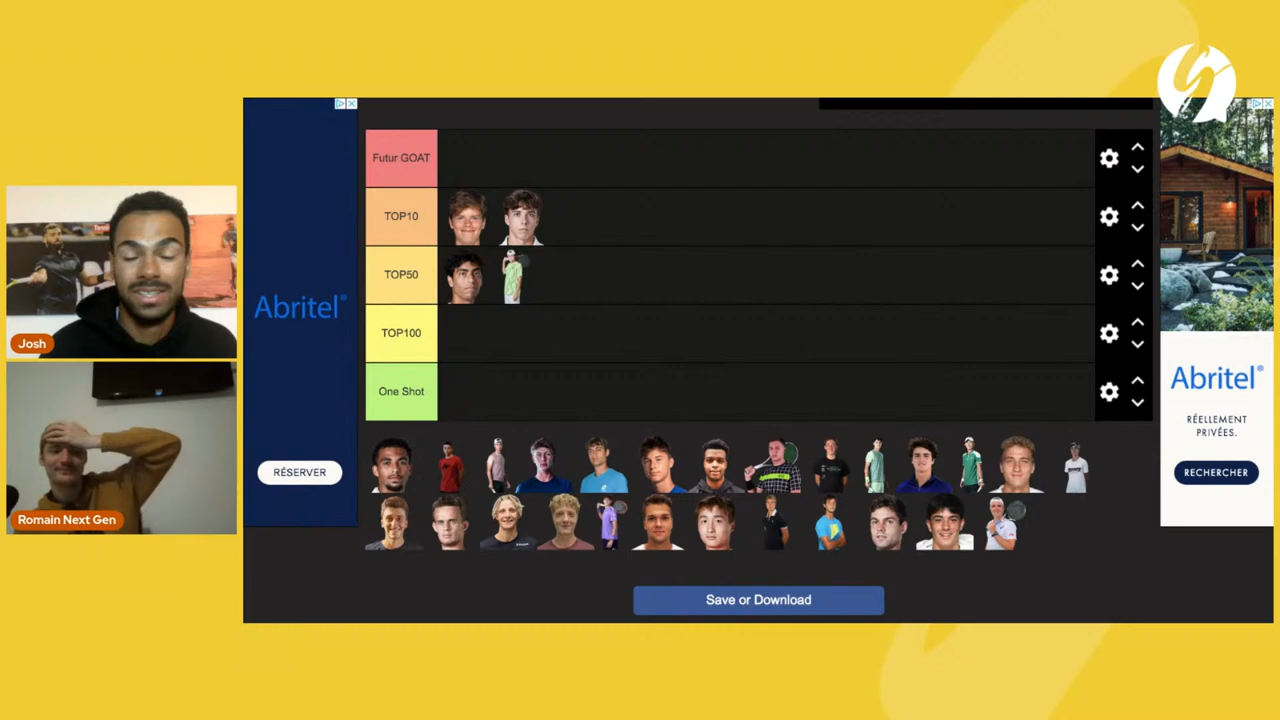 Futur GOAT
TOP10
TOP50
TOP100
One Shot
Abritel®
RÉSERVER
Josh
Romain Next Gen
Abritel®
RÉELLEMENT
PRIVÉES.
RECHERCHER
Save or Download